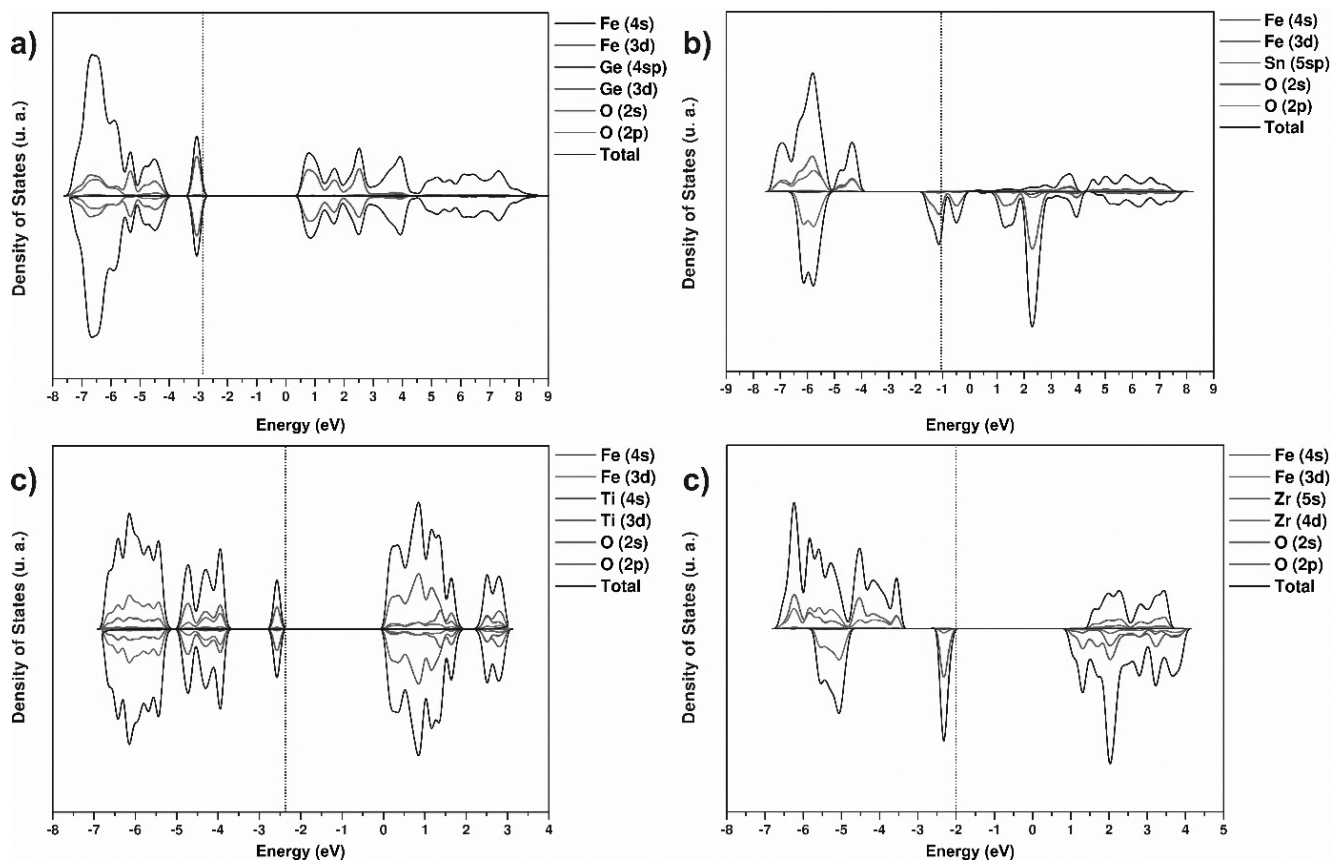 a)
Density of States (u. a.)
Fe (4s)
Fe (3d)
Ge (4sp)
Ge (3d)
O (2s)
O (2p)
Total
-8 -7 -6 -5 -4 -3 -2 -1 0 1 2 3 4 5 6 7 8 9
Energy (eV)
b)
Density of States (u. a.)
Fe (4s)
Fe (3d)
Sn (5sp)
O (2s)
O (2p)
Total
-9 -8 -7 -6 -5 -4 -3 -2 -1 0 1 2 3 4 5 6 7 8 9
Energy (eV)
c)
Density of States (u. a.)
Fe (4s)
Fe (3d)
Ti (4s)
Ti (3d)
O (2s)
O (2p)
Total
-8 -7 -6 -5 -4 -3 -2 -1 0 1 2 3 4
Energy (eV)
c)
Density of States (u. a.)
Fe (4s)
Fe (3d)
Zr (5s)
Zr (4d)
O (2s)
O (2p)
Total
-8 -7 -6 -5 -4 -3 -2 -1 0 1 2 3 4 5
Energy (eV)